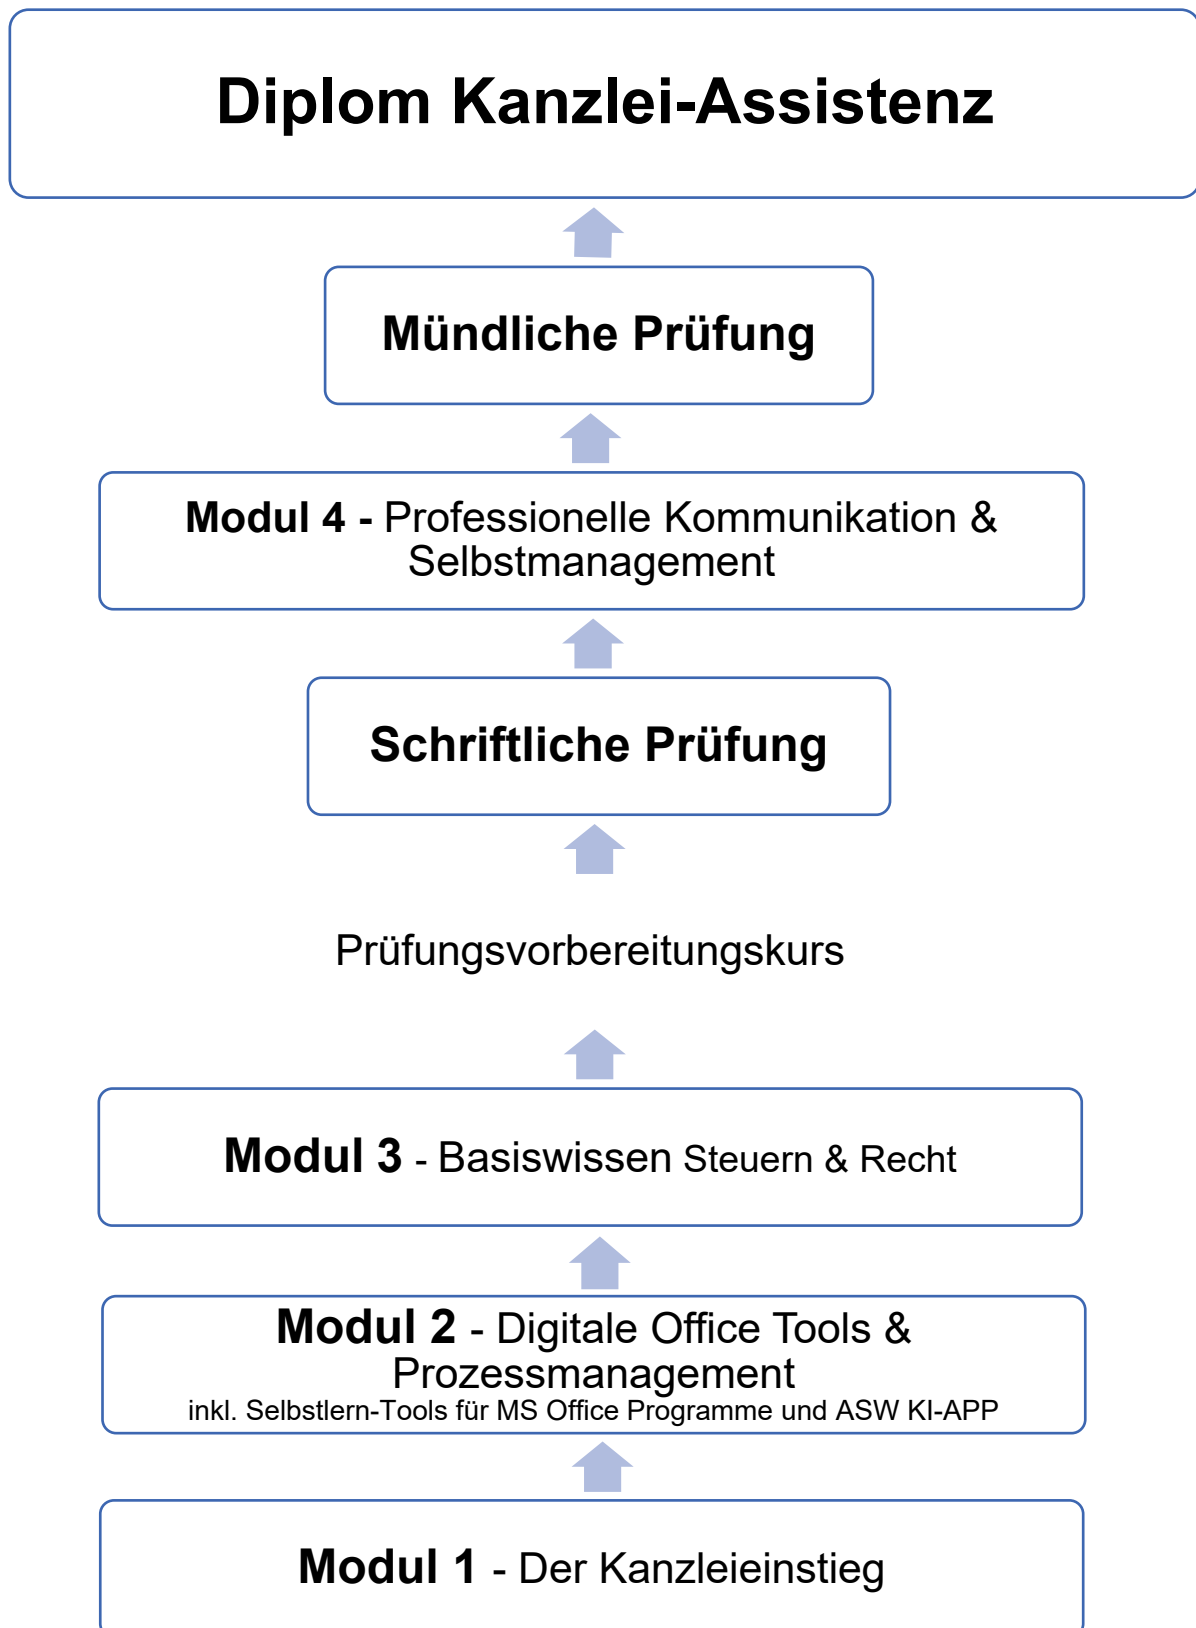 Diplom Kanzlei-Assistenz
Mündliche Prüfung
Modul 4 - Professionelle Kommunikation &
Selbstmanagement
Schriftliche Prüfung
Prüfungsvorbereitungskurs
Modul 3 - Basiswissen Steuern & Recht
Modul 2 - Digitale Office Tools &
Prozessmanagement
inkl. Selbstlern-Tools für MS Office Programme und ASW KI-APP
Modul 1 - Der Kanzleieinstieg